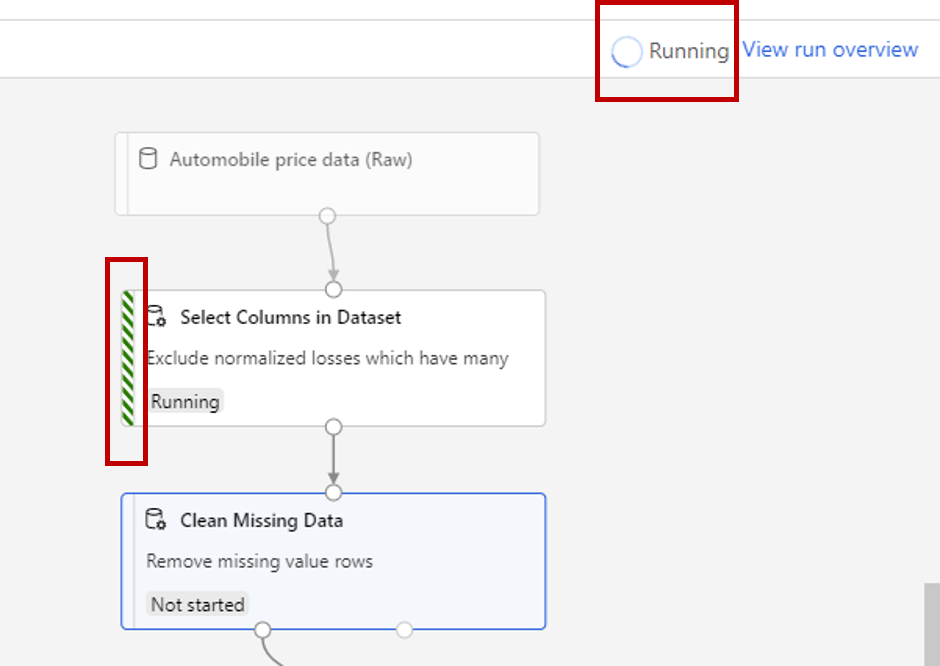 Running View run overview
Automobile price data (Raw)
Select Columns in Dataset
Exclude normalized losses which have many
Running
Clean Missing Data
Remove missing value rows
Not started